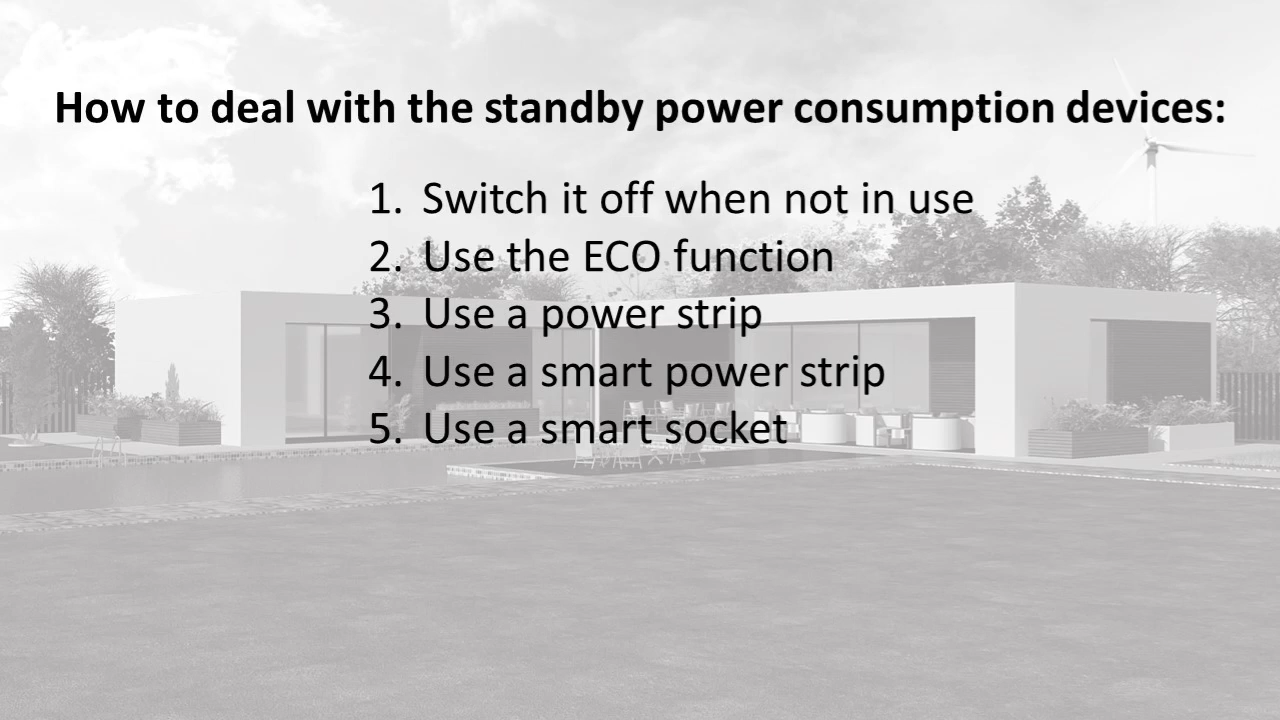 How to deal with the standby power consumption devices:
1. Switch it off when not in use
2. Use the ECO function
3. Use a power strip
4. Use a smart power strip
5. Use a smart socket